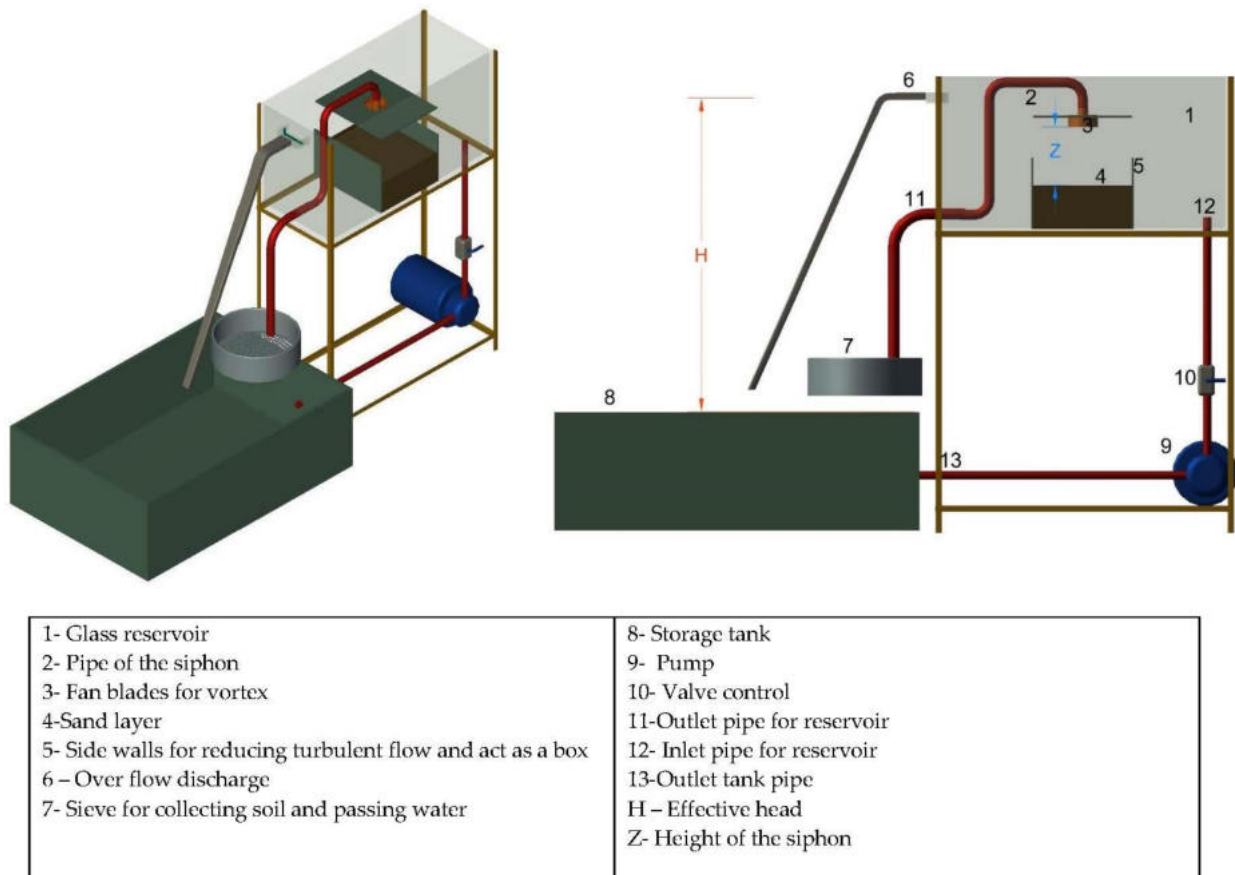 6
2
1
3
Z
5
4
11
12
H
7
10
8
9
13
1- Glass reservoir
2- Pipe of the siphon
3- Fan blades for vortex
4-Sand layer
5- Side walls for reducing turbulent flow and act as a box
6 – Over flow discharge
7- Sieve for collecting soil and passing water
8- Storage tank
9- Pump
10- Valve control
11-Outlet pipe for reservoir
12- Inlet pipe for reservoir
13-Outlet tank pipe
H – Effective head
Z- Height of the siphon